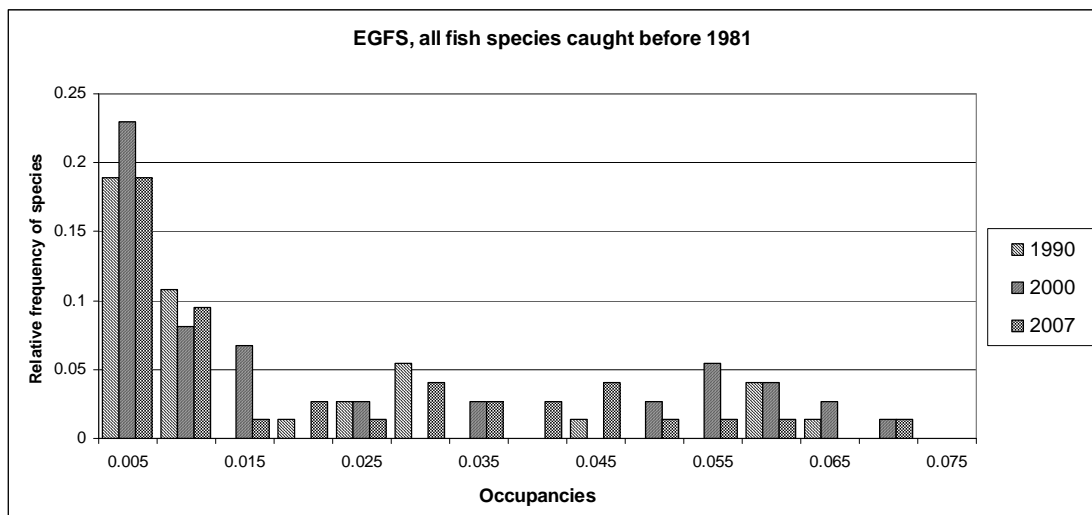 EGFS, all fish species caught before 1981
0.25
0.2
0.15
0.1
0.05
0
Relative frequency of species
0.005 0.015 0.025 0.035 0.045 0.055 0.065 0.075
Occupancies
1990
2000
2007